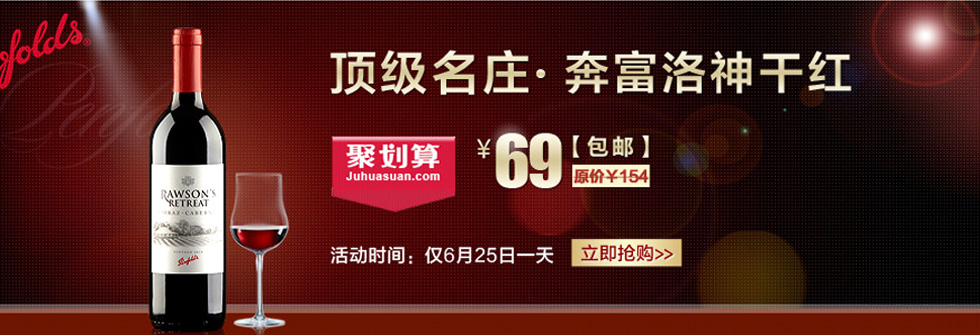 顶级名庄·奔富洛神干红
聚划算
Juhuasuan.com
¥69【包邮】
原价¥154
活动时间：仅6月25日一天
立即抢购>>
folds
RAWSON'S
RETREAT
Penfolds